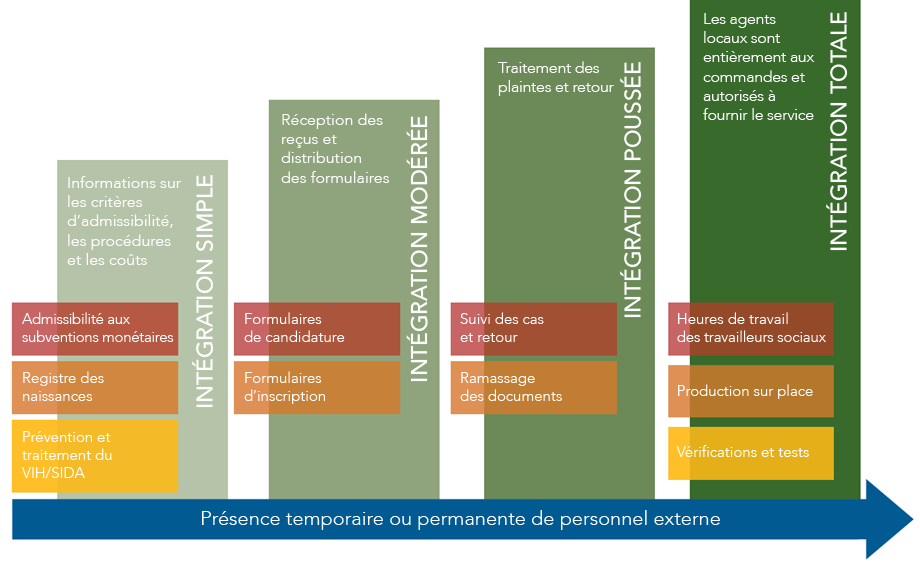 Informations sur
les critères
d'admissibilité,
les procédures
et les coûts
INTÉGRATION SIMPLE
Admissibilité aux
subventions monétaires
Registre des
naissances
Prévention et
traitement du
VIH/SIDA
Réception des
reçus et
distribution
des formulaires
INTÉGRATION MODÉRÉE
Formulaires
de candidature
Formulaires
d'inscription
Traitement des
plaintes et retour
INTÉGRATION POUSSÉE
Suivi des cas
et retour
Ramassage
des documents
Les agents
locaux sont
entièrement aux
commandes et
autorisés à
fournir le service
INTÉGRATION TOTALE
Heures de travail
des travailleurs sociaux
Production sur place
Vérifications et tests
Présence temporaire ou permanente de personnel externe